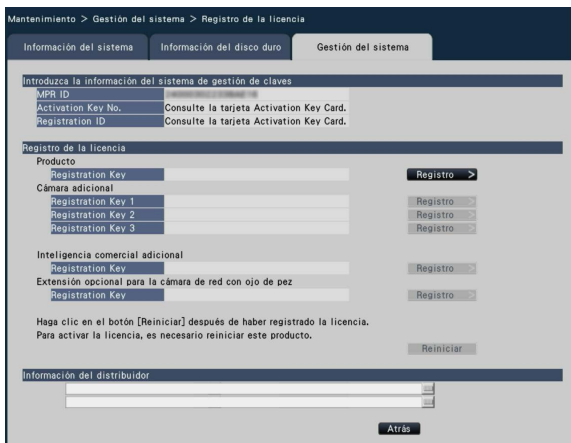 Mantenimiento > Gestión del sistema > Registro de la licencia
Información del sistema Información del disco duro Gestión del sistema
Introduzca la información del sistema de gestión de claves
MPR ID
Activation Key No. Consulte la tarjeta Activation Key Card.
Registration ID Consulte la tarjeta Activation Key Card.
Registro de la licencia
Producto
Registration Key Registro >
Cámara adicional
Registration Key 1 Registro >
Registration Key 2 Registro >
Registration Key 3 Registro >
Inteligencia comercial adicional
Registration Key Registro >
Extensión opcional para la cámara de red con ojo de pez
Registration Key Registro >
Haga clic en el botón [Reiniciar] después de haber registrado la licencia.
Para activar la licencia, es necesario reiniciar este producto.
Reiniciar
Información del distribuidor
Atrás